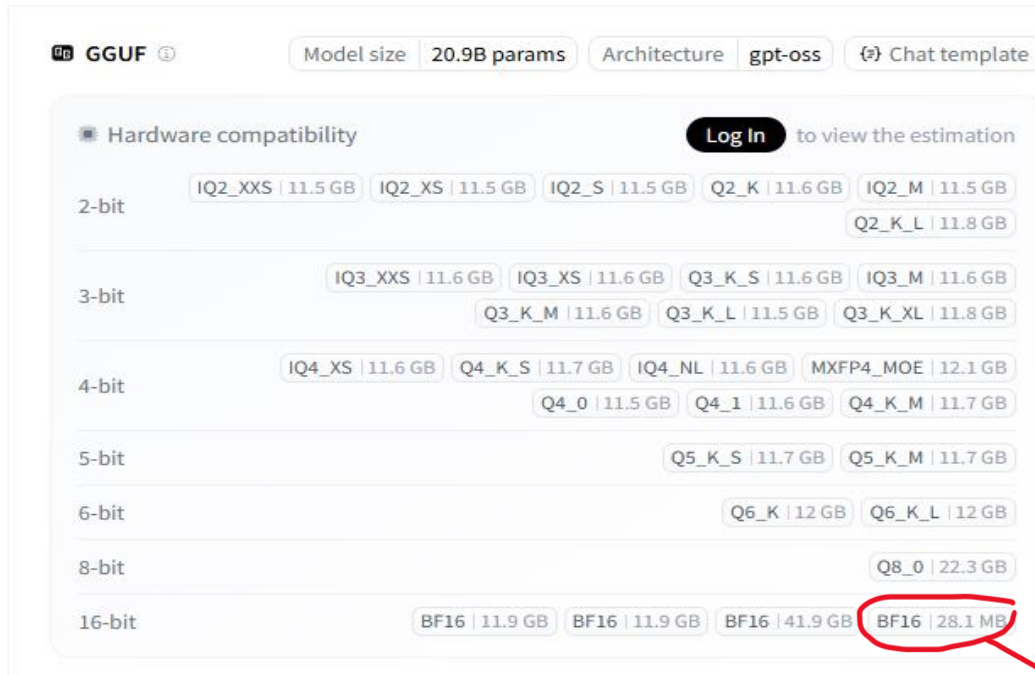 GGUF Model size 20.9B params Architecture gpt-oss Chat template
Hardware compatibility Log In to view the estimation
2-bit
IQ2_XXS | 11.5 GB IQ2_XS | 11.5 GB IQ2_S | 11.5 GB Q2_K | 11.6 GB IQ2_M | 11.5 GB
Q2_K_L | 11.8 GB
3-bit
IQ3_XXS | 11.6 GB IQ3_XS | 11.6 GB Q3_K_S | 11.6 GB IQ3_M | 11.6 GB
Q3_K_M | 11.6 GB Q3_K_L | 11.5 GB Q3_K_XL | 11.8 GB
4-bit
IQ4_XS | 11.6 GB Q4_K_S | 11.7 GB IQ4_NL | 11.6 GB MXFP4_MOE | 12.1 GB
Q4_0 | 11.5 GB Q4_1 | 11.6 GB Q4_K_M | 11.7 GB
5-bit Q5_K_S | 11.7 GB Q5_K_M | 11.7 GB
6-bit Q6_K | 12 GB Q6_K_L | 12 GB
8-bit Q8_0 | 22.3 GB
16-bit BF16 | 11.9 GB BF16 | 11.9 GB BF16 | 41.9 GB BF16 | 28.1 MB